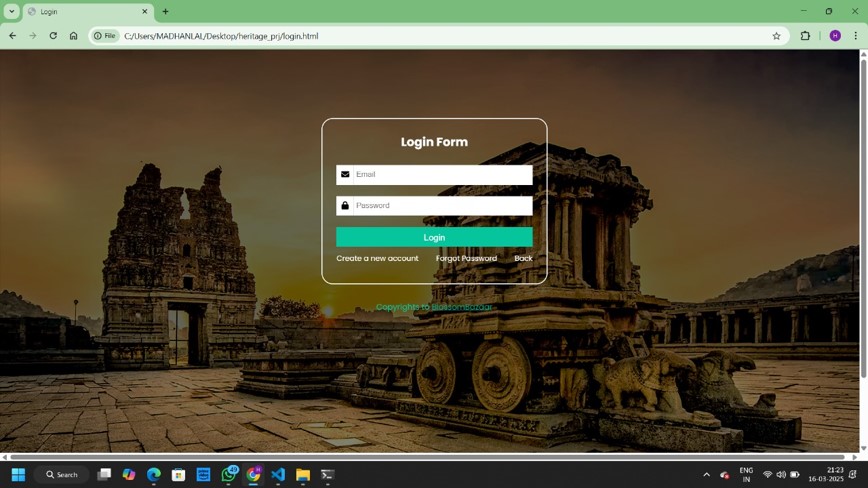 Login
File
C:/Users/MADHANLAL/Desktop/heritage_prj/login.html
H
Login Form
Email
Password
Login
Create a new account Forgot Password Back
Copyrights to BlossomBazaar
Search
ENG
IN
21:23
16-03-2025